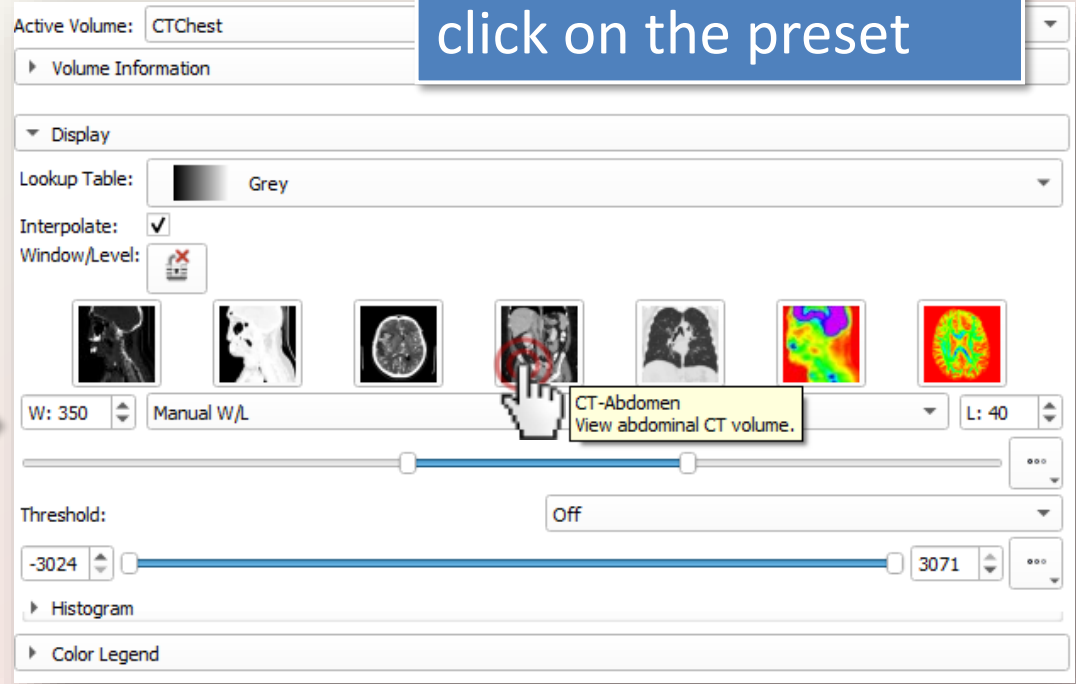 click on the preset
Active Volume: CTChest
Volume Information
Display
Lookup Table: Grey
Interpolate:
Window/Level:
CT-Abdomen
View abdominal CT volume.
W: 350 Manual W/L L: 40
Threshold: Off
-3024 3071
Histogram
Color Legend